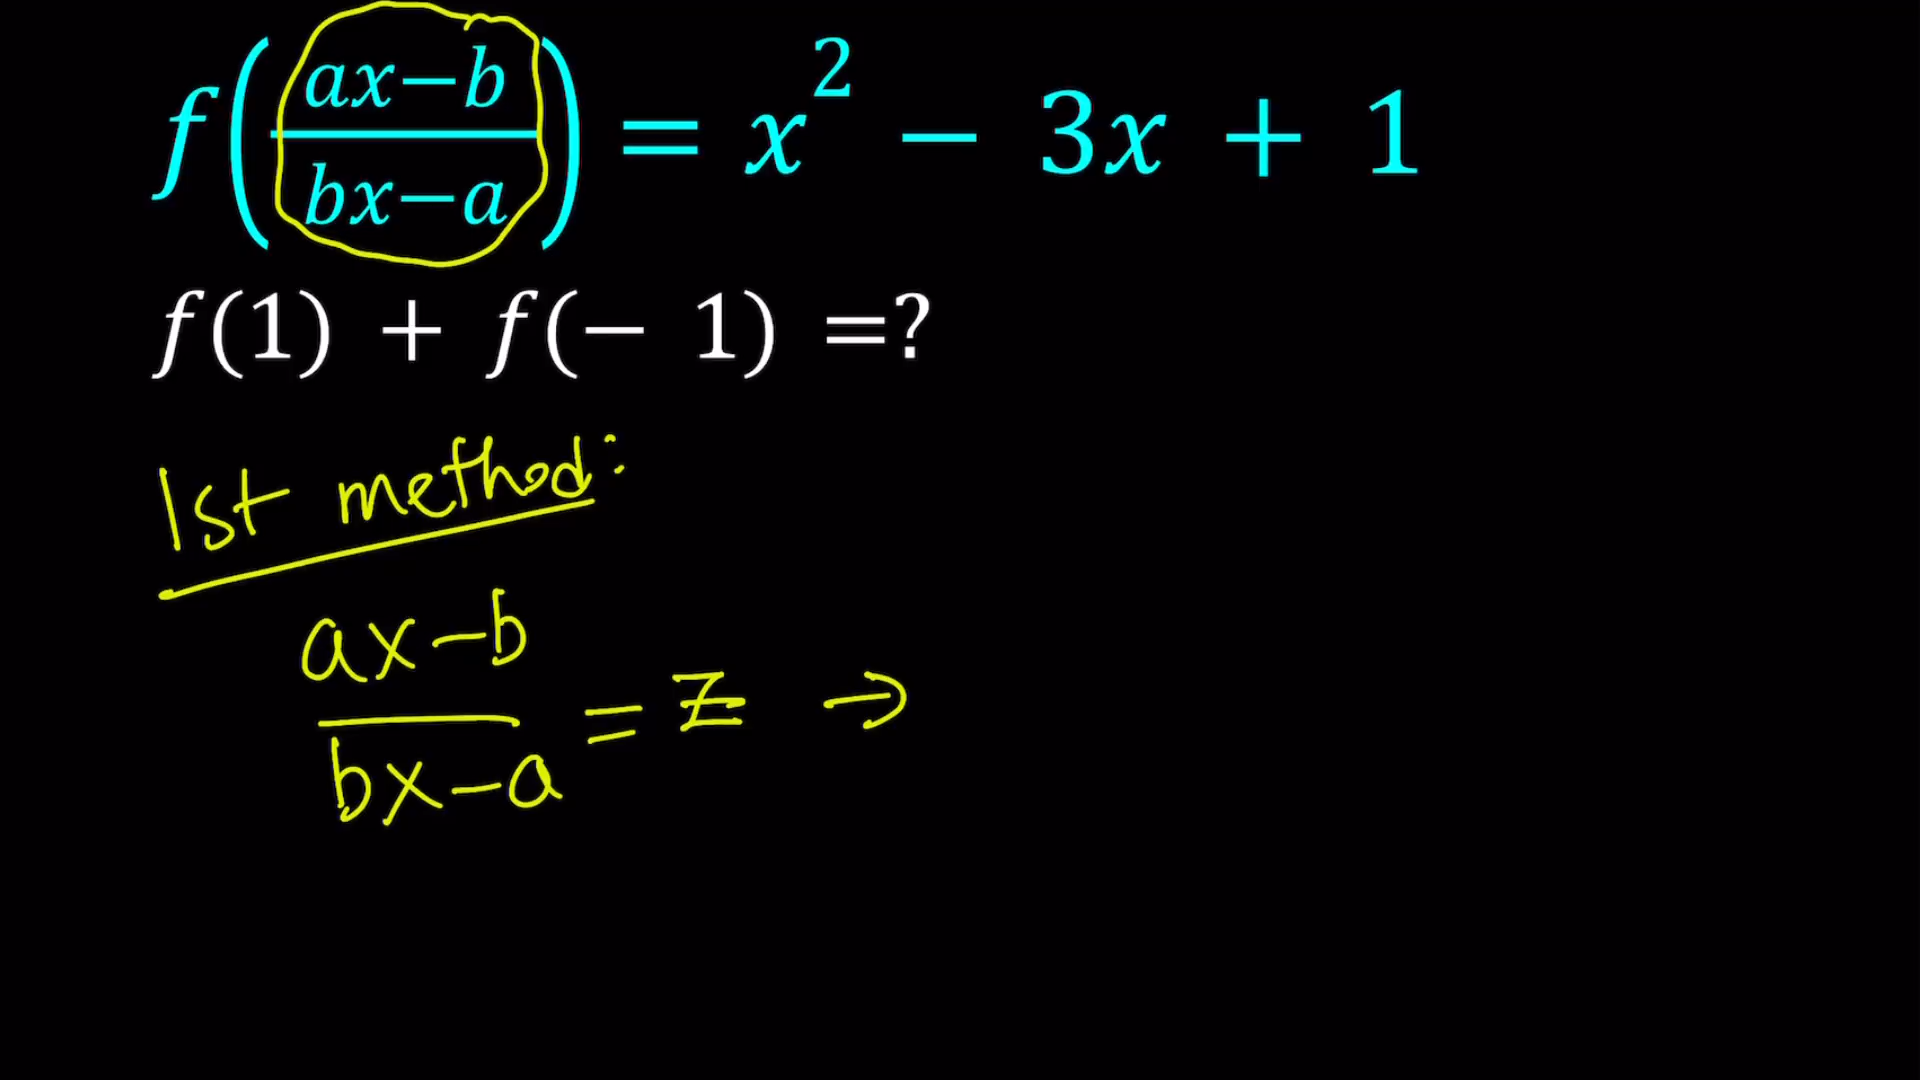 f((ax−b)/(bx−a)) = x² − 3x + 1
f(1) + f(− 1) =?
1st method:
(ax−b)/(bx−a) = z →